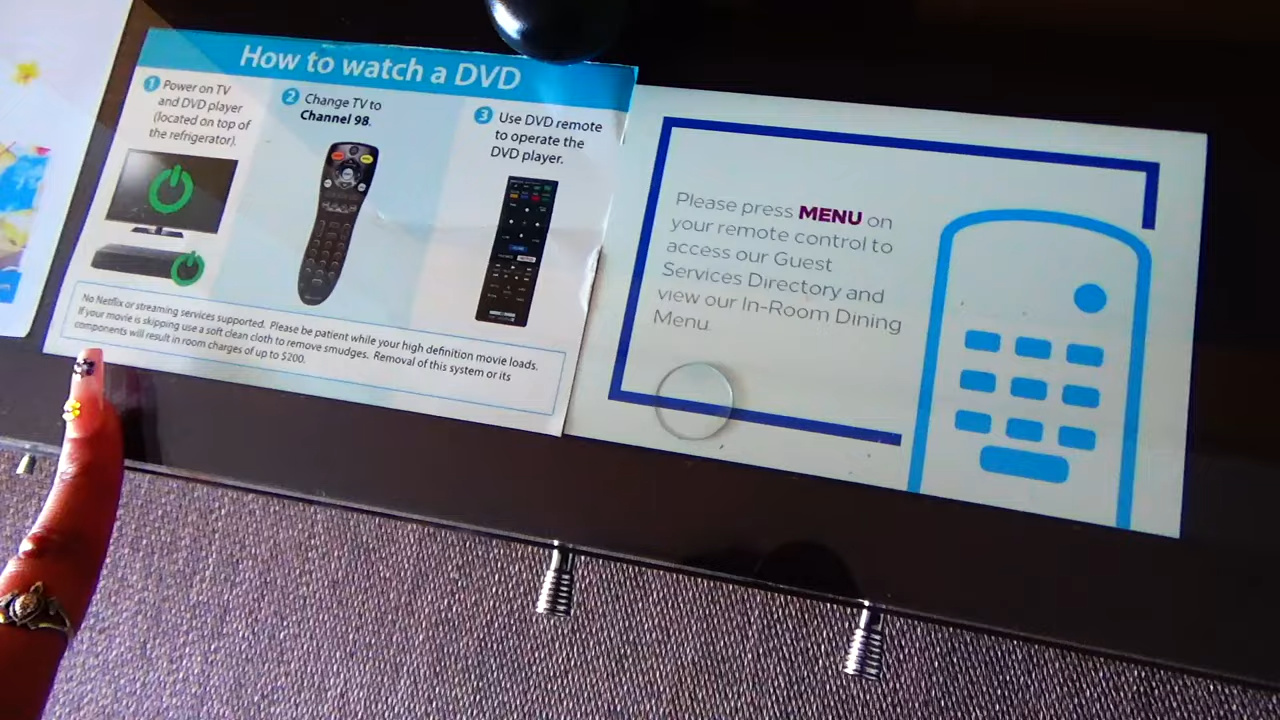 How to watch a DVD
1 Power on TV
and DVD player
(located on top of
the refrigerator).
2 Change TV to
Channel 98.
3 Use DVD remote
to operate the
DVD player.
No Netflix or streaming services supported. Please be patient while your high definition movie loads.
If your movie is skipping use a soft clean cloth to remove smudges. Removal of this system or its
components will result in room charges of up to $200.
Please press MENU on
your remote control to
access our Guest
Services Directory and
view our In-Room Dining
Menu.